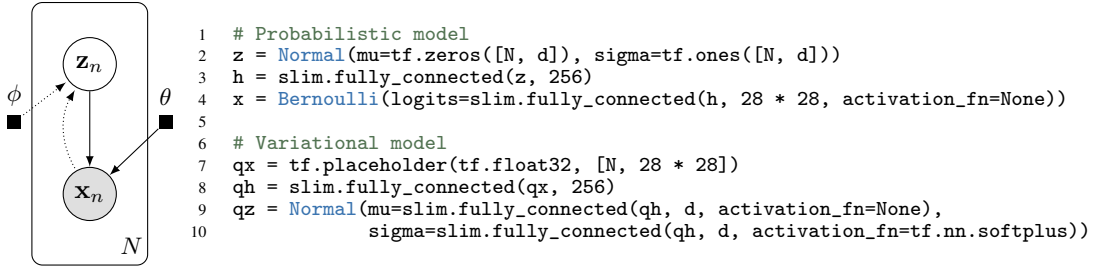 ϕ
z_n
θ
x_n
N
1 # Probabilistic model
2 z = Normal(mu=tf.zeros([N, d]), sigma=tf.ones([N, d]))
3 h = slim.fully_connected(z, 256)
4 x = Bernoulli(logits=slim.fully_connected(h, 28 * 28, activation_fn=None))
5
6 # Variational model
7 qx = tf.placeholder(tf.float32, [N, 28 * 28])
8 qh = slim.fully_connected(qx, 256)
9 qz = Normal(mu=slim.fully_connected(qh, d, activation_fn=None),
10 sigma=slim.fully_connected(qh, d, activation_fn=tf.nn.softplus))